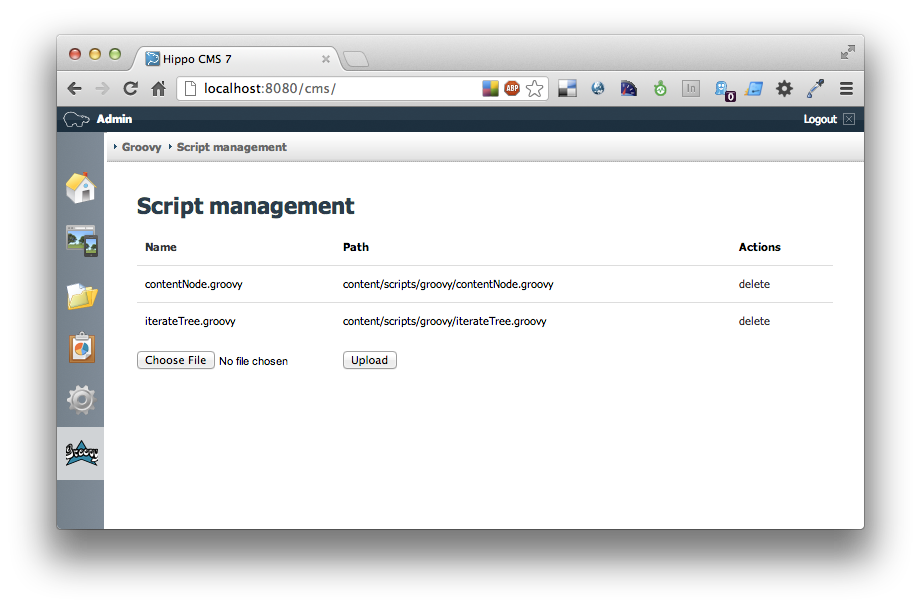 Hippo CMS 7
localhost:8080/cms/
ABP
In
0
Admin
Logout
Groovy
Script management
Script management
Name Path Actions
contentNode.groovy content/scripts/groovy/contentNode.groovy delete
iterateTree.groovy content/scripts/groovy/iterateTree.groovy delete
Choose File No file chosen Upload
Groovy